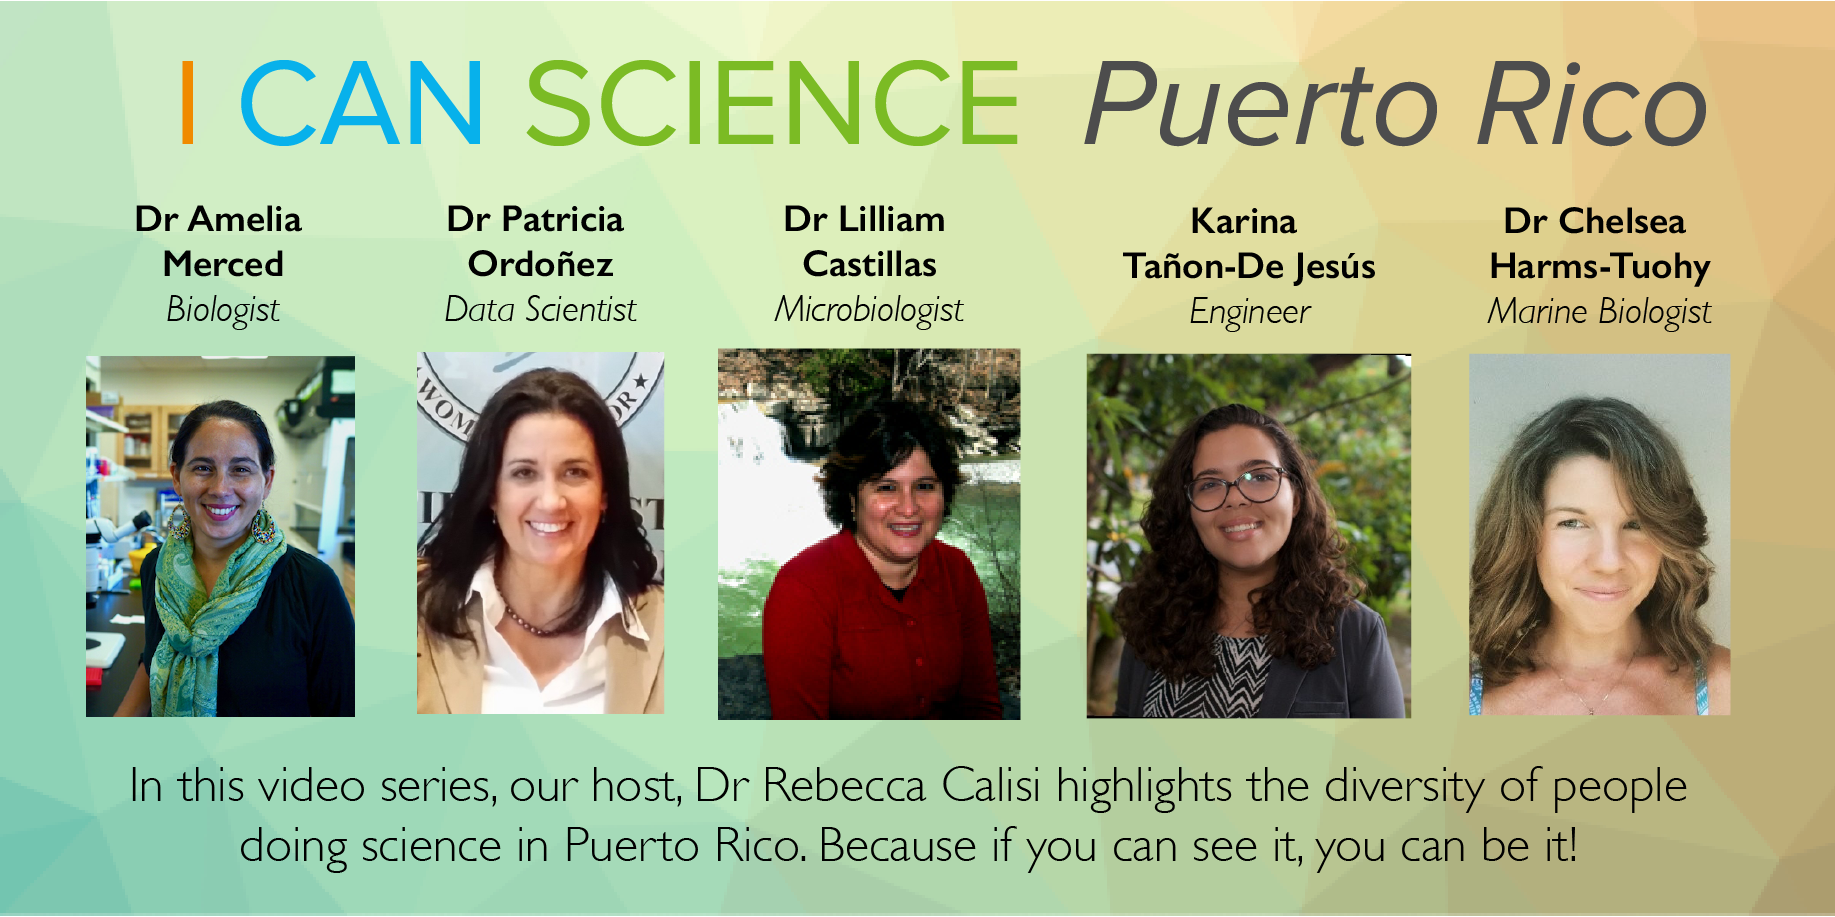 I CAN SCIENCE Puerto Rico
Dr Amelia
Merced
Biologist
Dr Patricia
Ordoñez
Data Scientist
Dr Lilliam
Castillas
Microbiologist
Karina
Tañon-De Jesús
Engineer
Dr Chelsea
Harms-Tuohy
Marine Biologist
In this video series, our host, Dr Rebecca Calisi highlights the diversity of people
doing science in Puerto Rico. Because if you can see it, you can be it!